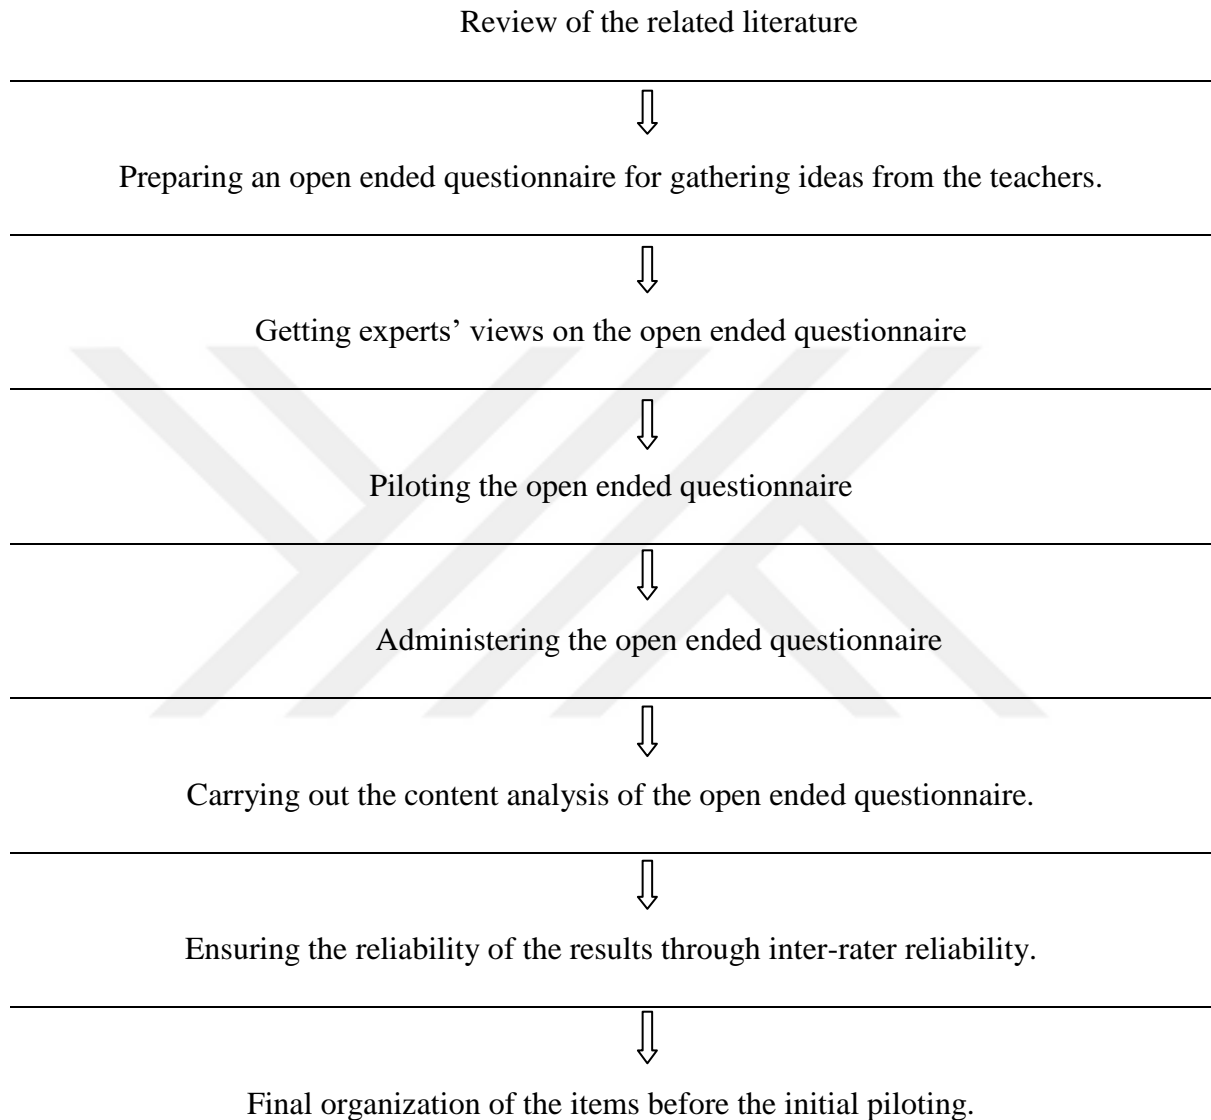 Review of the related literature
Preparing an open ended questionnaire for gathering ideas from the teachers.
Getting experts’ views on the open ended questionnaire
Piloting the open ended questionnaire
Administering the open ended questionnaire
Carrying out the content analysis of the open ended questionnaire.
Ensuring the reliability of the results through inter-rater reliability.
Final organization of the items before the initial piloting.